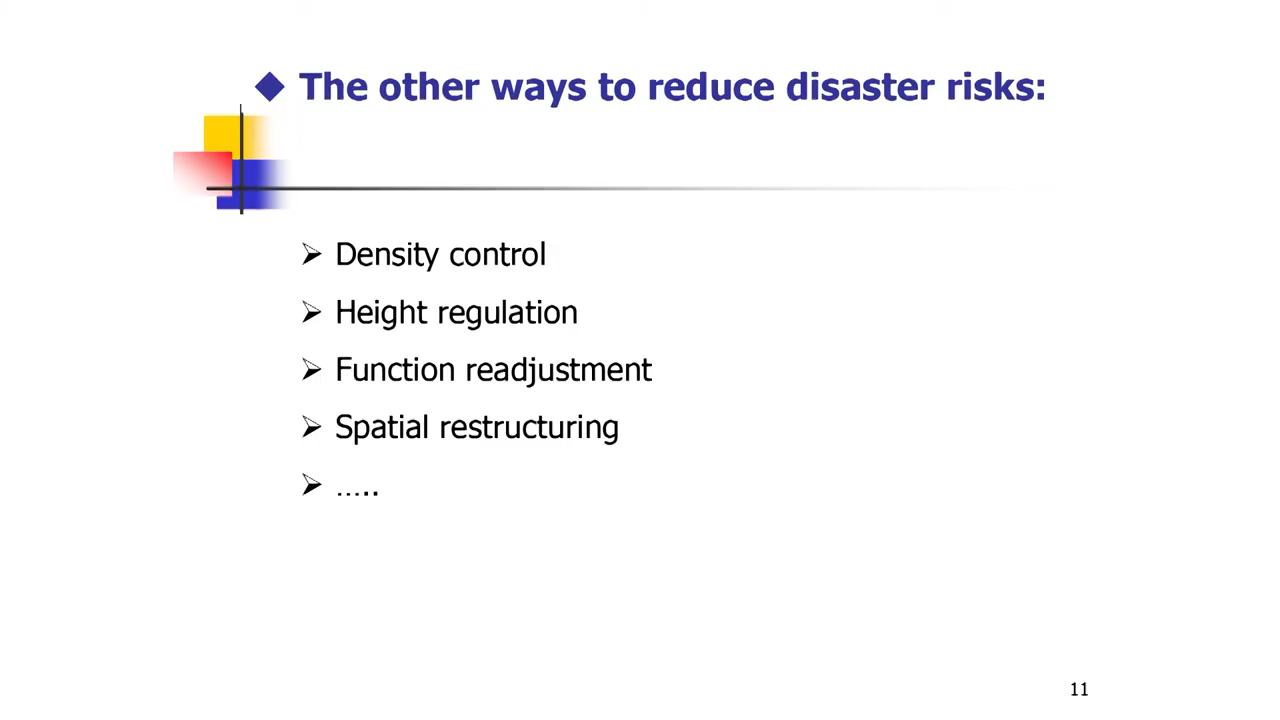 ◆ The other ways to reduce disaster risks:
➢ Density control
➢ Height regulation
➢ Function readjustment
➢ Spatial restructuring
➢ …..
11